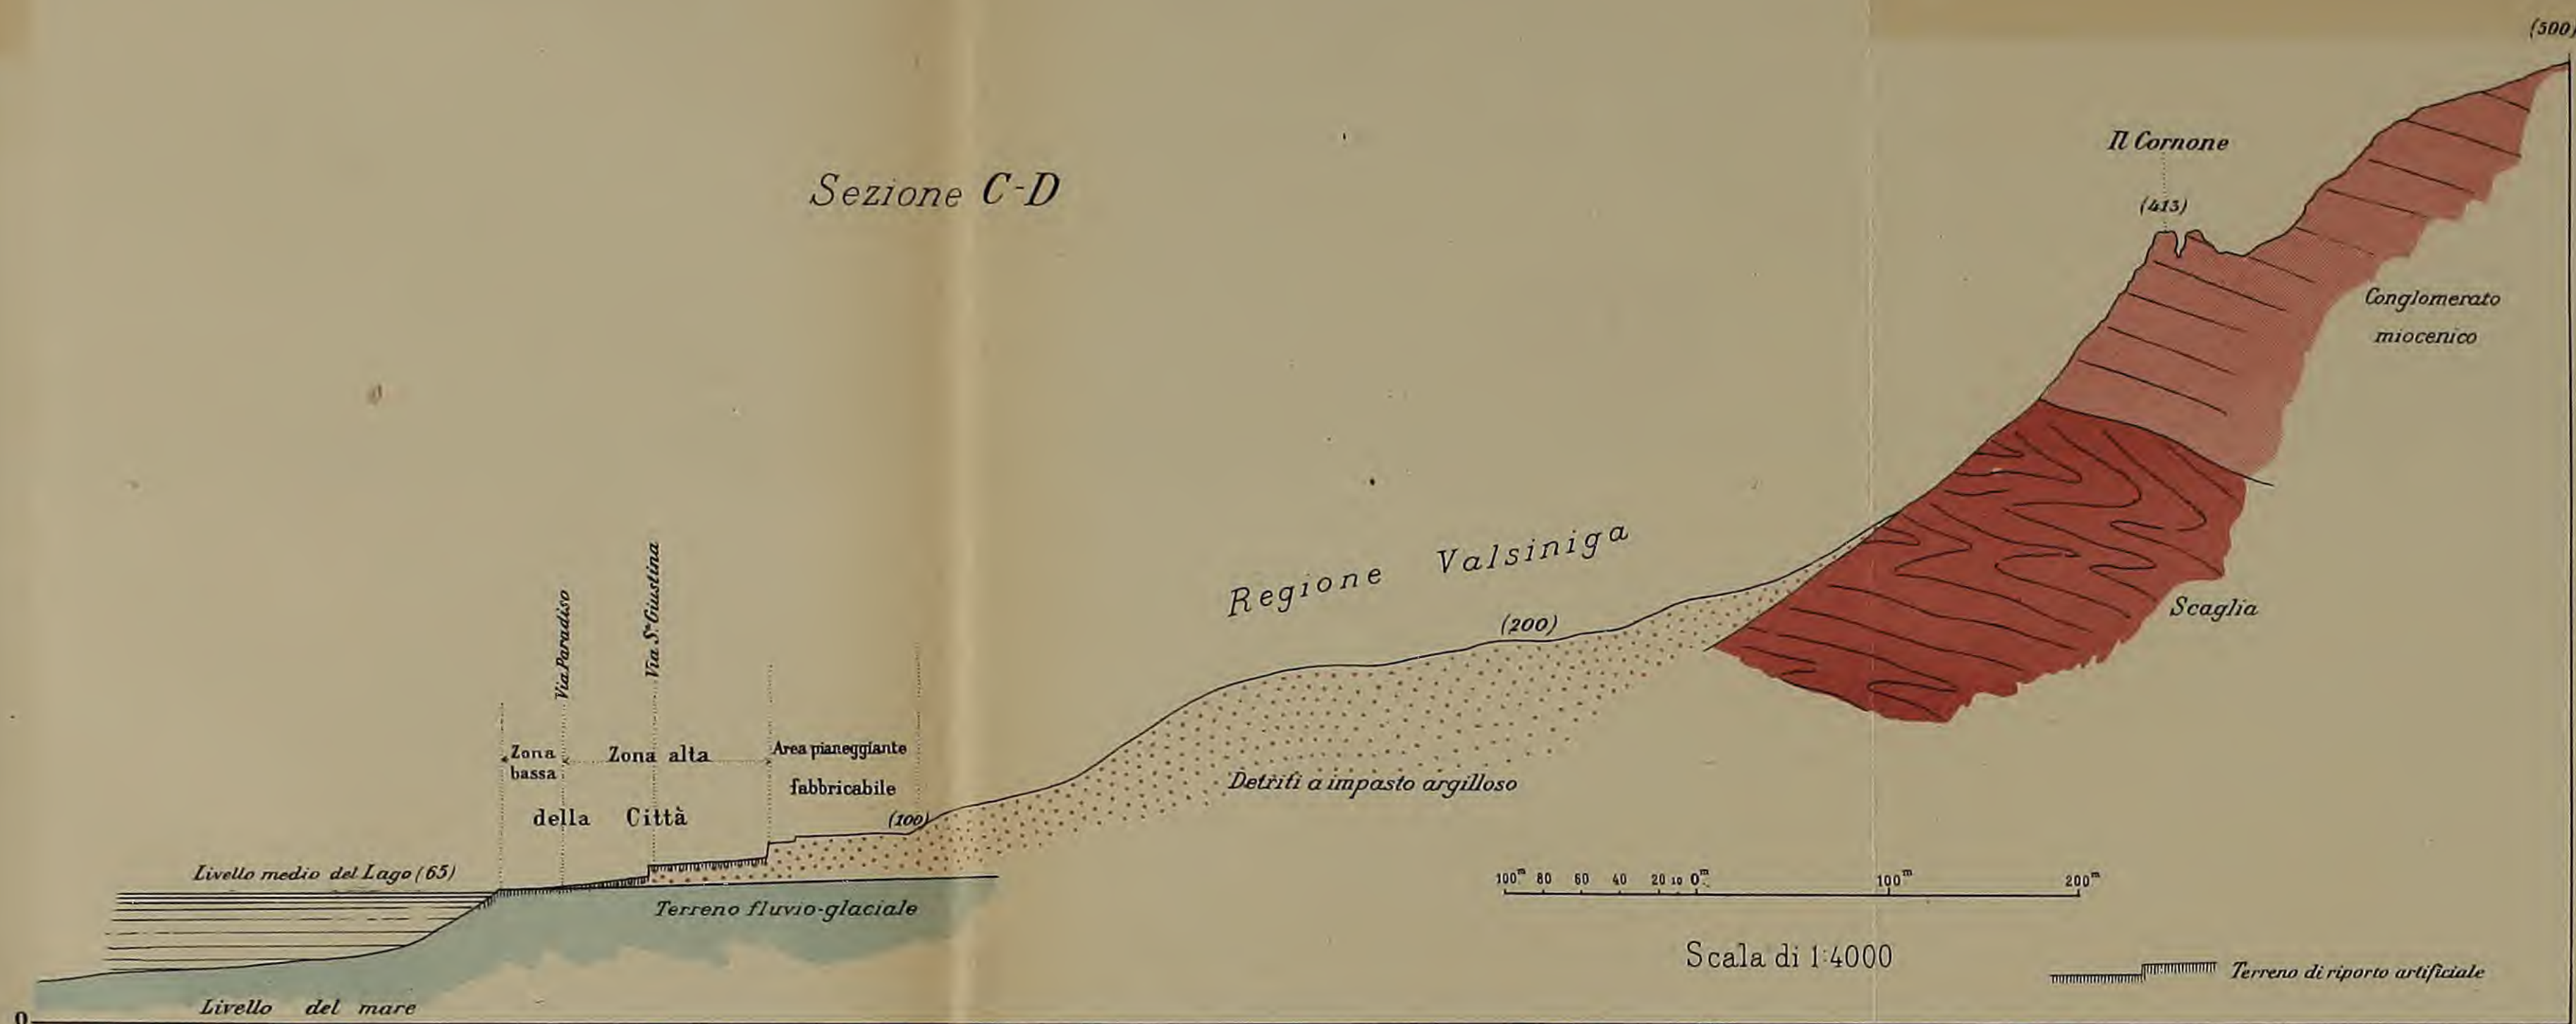 (500)
Il Cornone
(413)
Sezione C-D
Conglomerato
miocenico
Regione Valsiniga
(200)
Scaglia
Via Paradiso
Via Sᵗᵃ Giustina
Zona
bassa
Zona alta
della Città
Area pianeggiante
fabbricabile
(100)
Detriti a impasto argilloso
Livello medio del Lago (65)
Terreno fluvio-glaciale
100ᵐ 80 60 40 20 10 0ᵐ 100ᵐ 200ᵐ
Scala di 1:4000
Terreno di riporto artificiale
Livello del mare
0